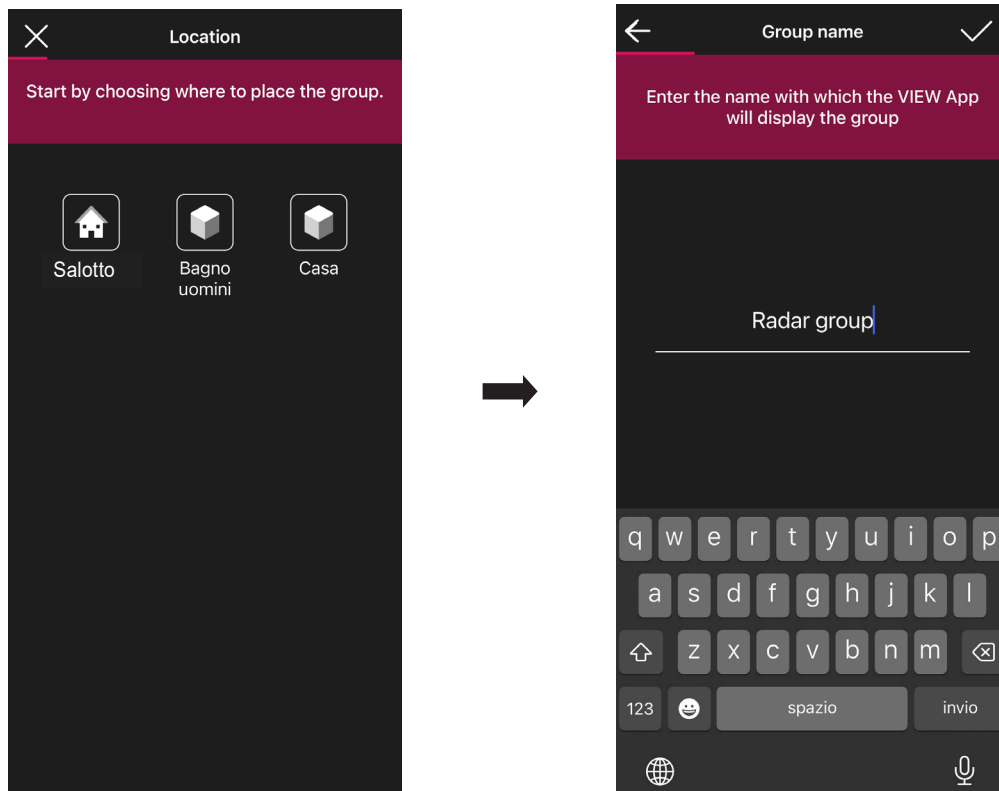 Location
Start by choosing where to place the group.
Salotto
Bagno
uomini
Casa
Group name
Enter the name with which the VIEW App
will display the group
Radar group
q w e r t y u i o p
a s d f g h j k l
z x c v b n m
123 spazio invio